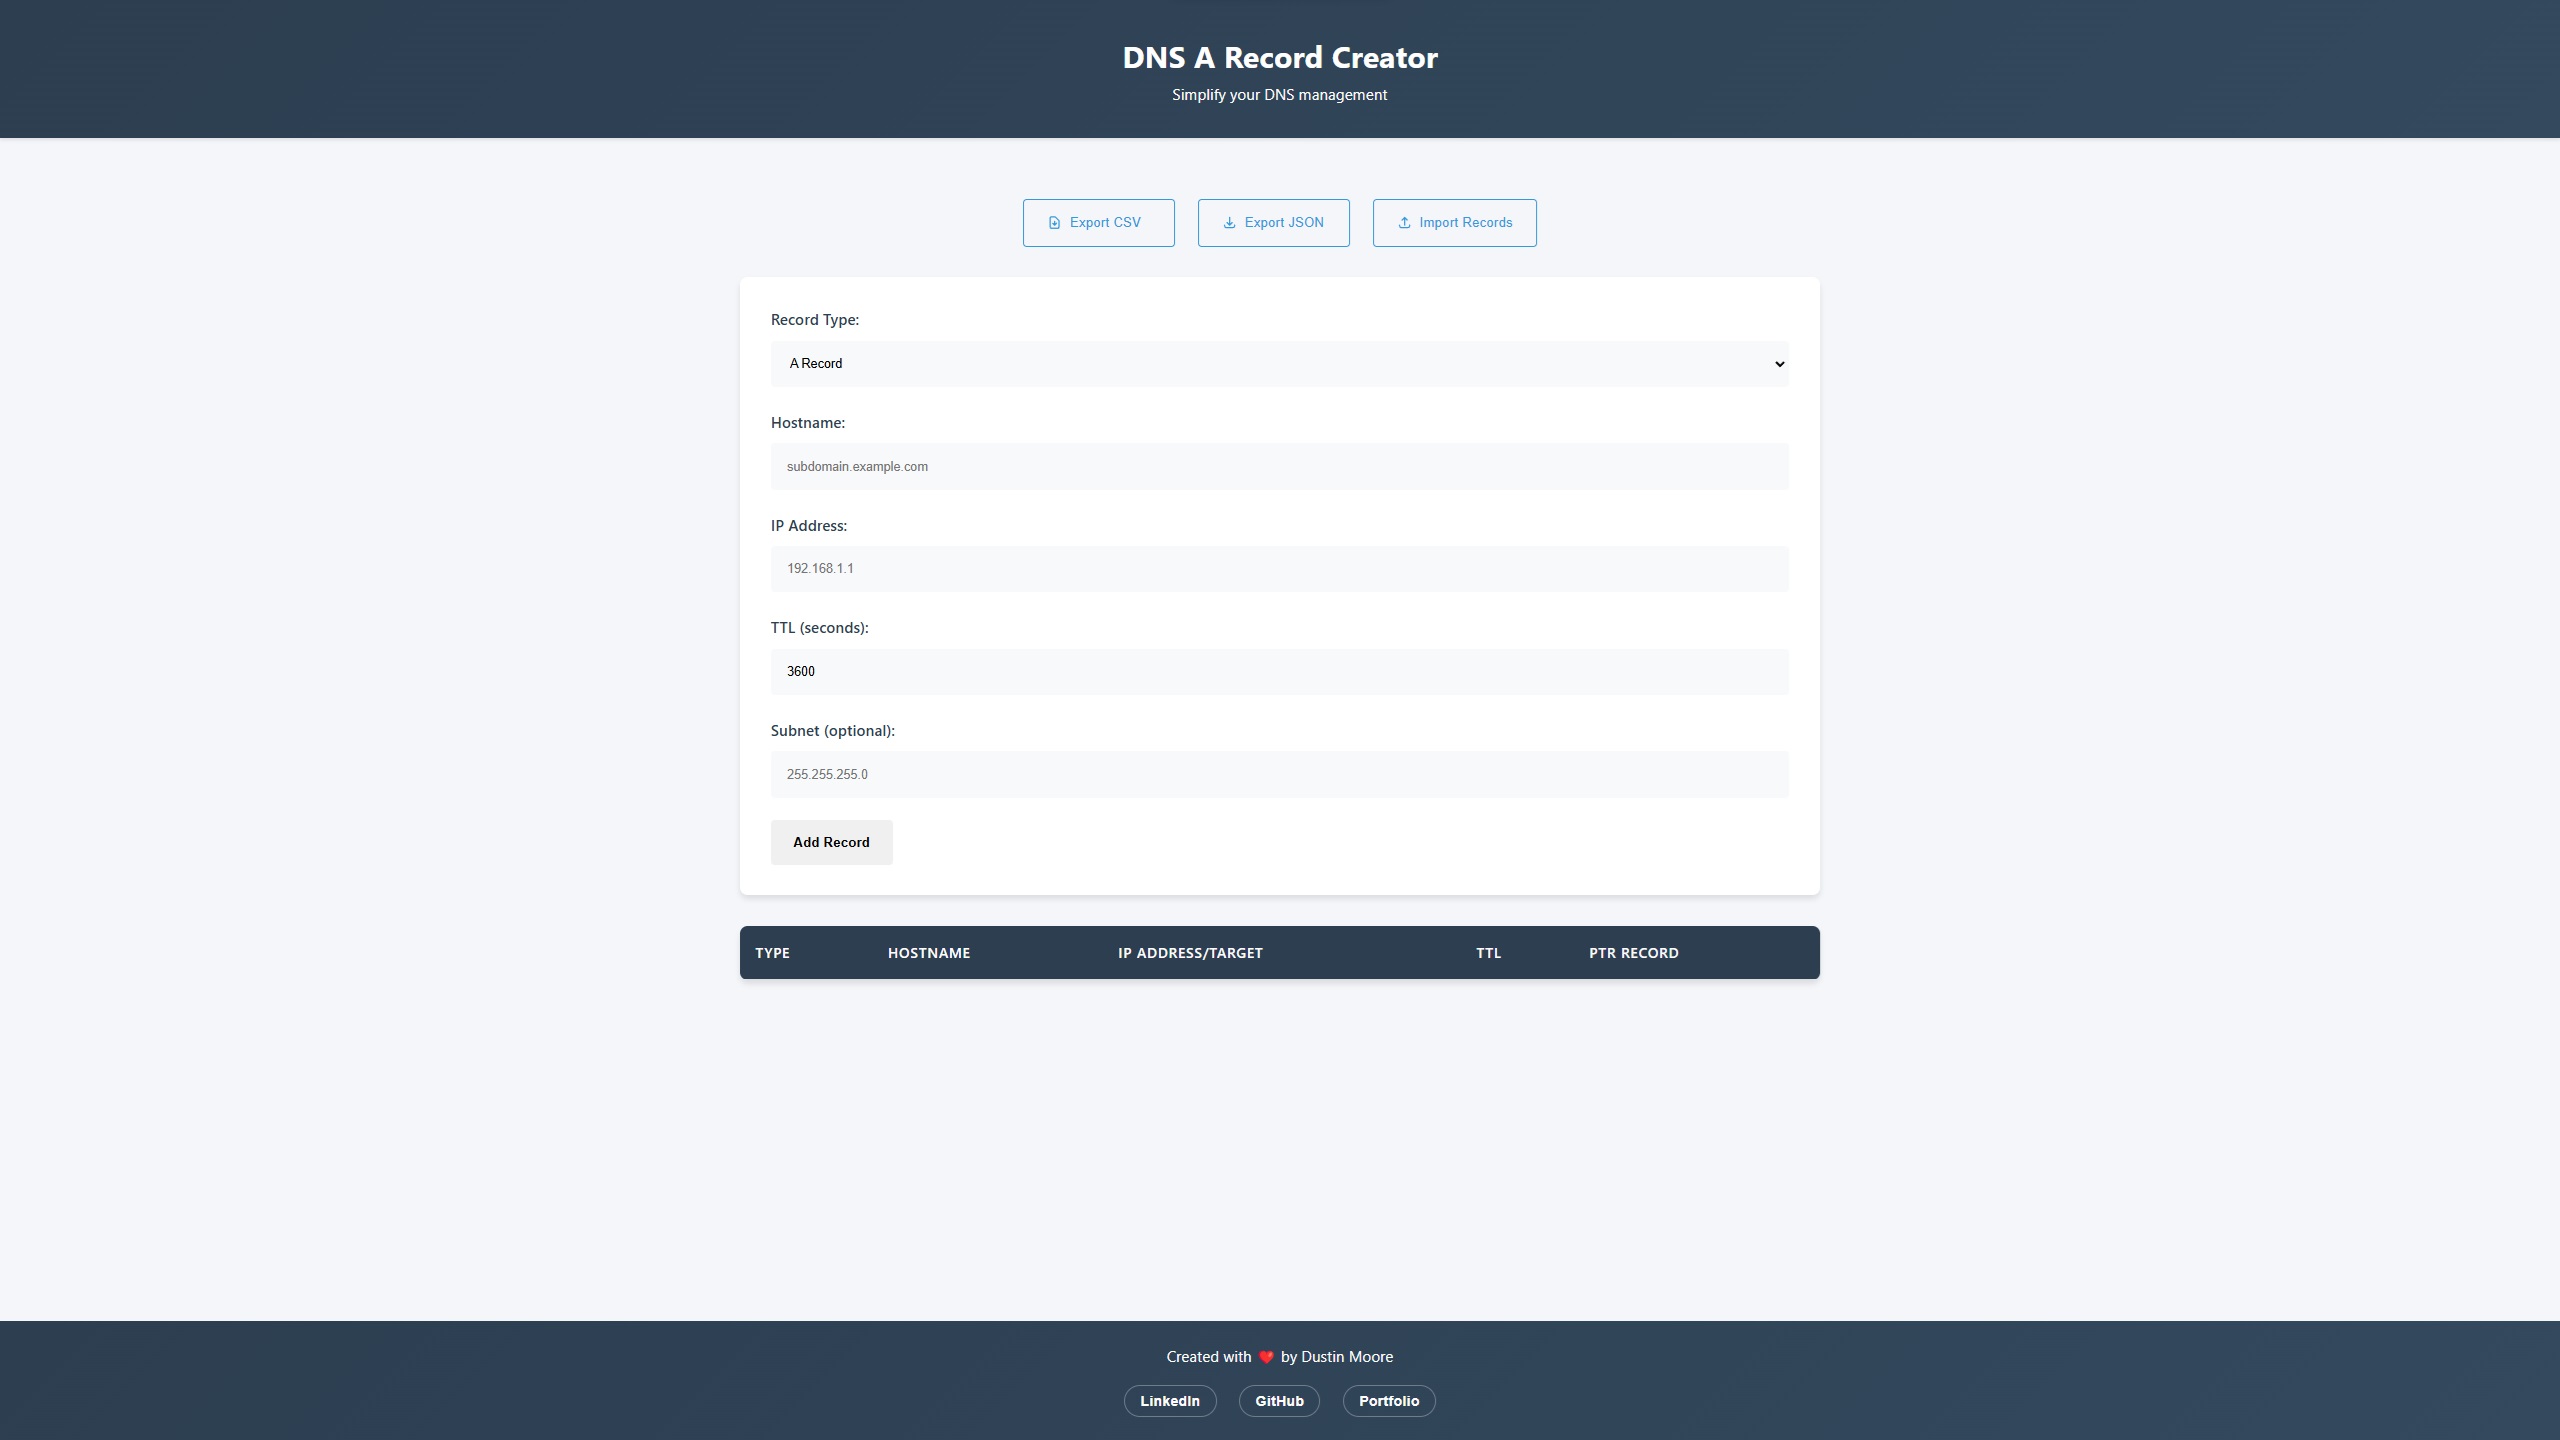 DNS A Record Creator
Simplify your DNS management
Export CSV
Export JSON
Import Records
Record Type:
A Record
Hostname:
subdomain.example.com
IP Address:
192.168.1.1
TTL (seconds):
3600
Subnet (optional):
255.255.255.0
Add Record
TYPE HOSTNAME IP ADDRESS/TARGET TTL PTR RECORD
Created with ❤️ by Dustin Moore
LinkedIn GitHub Portfolio